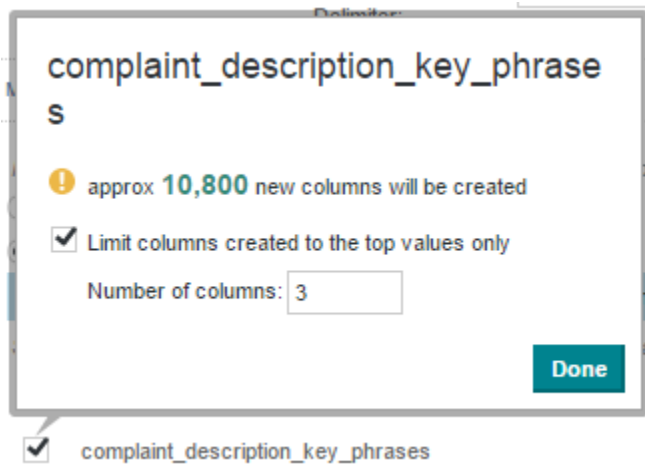 Delimiter:
complaint_description_key_phrase
s
approx 10,800 new columns will be created
Limit columns created to the top values only
Number of columns: 3
Done
complaint_description_key_phrases